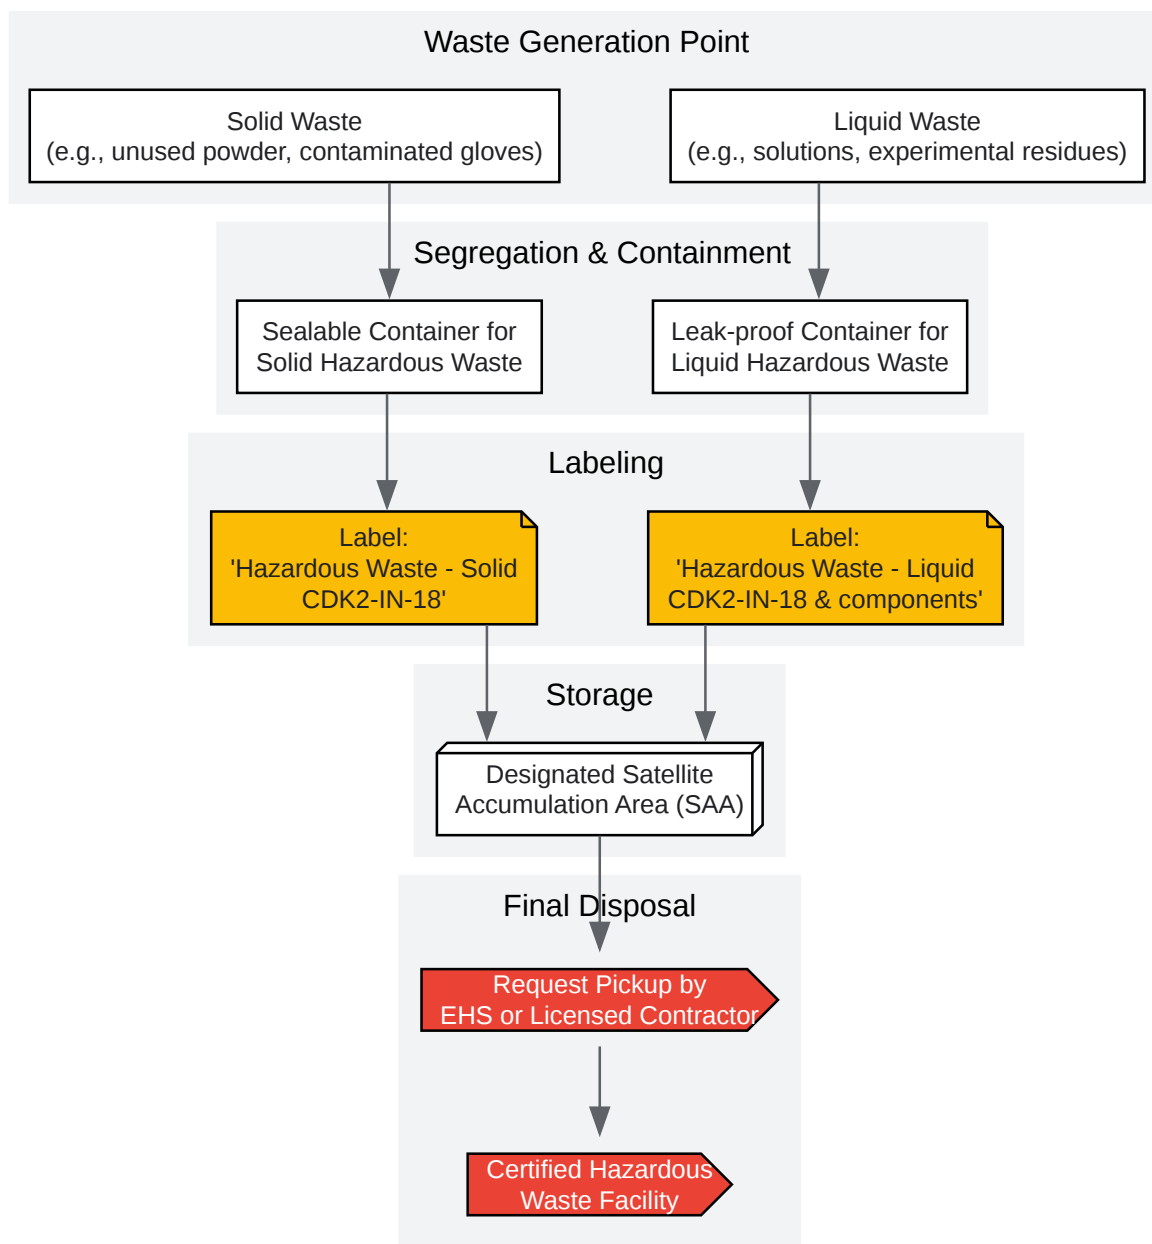 Waste Generation Point
Solid Waste
(e.g., unused powder, contaminated gloves)
Liquid Waste
(e.g., solutions, experimental residues)
Segregation & Containment
Sealable Container for
Solid Hazardous Waste
Leak-proof Container for
Liquid Hazardous Waste
Labeling
Label:
'Hazardous Waste - Solid
CDK2-IN-18'
Label:
'Hazardous Waste - Liquid
CDK2-IN-18 & components'
Storage
Designated Satellite
Accumulation Area (SAA)
Final Disposal
Request Pickup by
EHS or Licensed Contractor
Certified Hazardous
Waste Facility